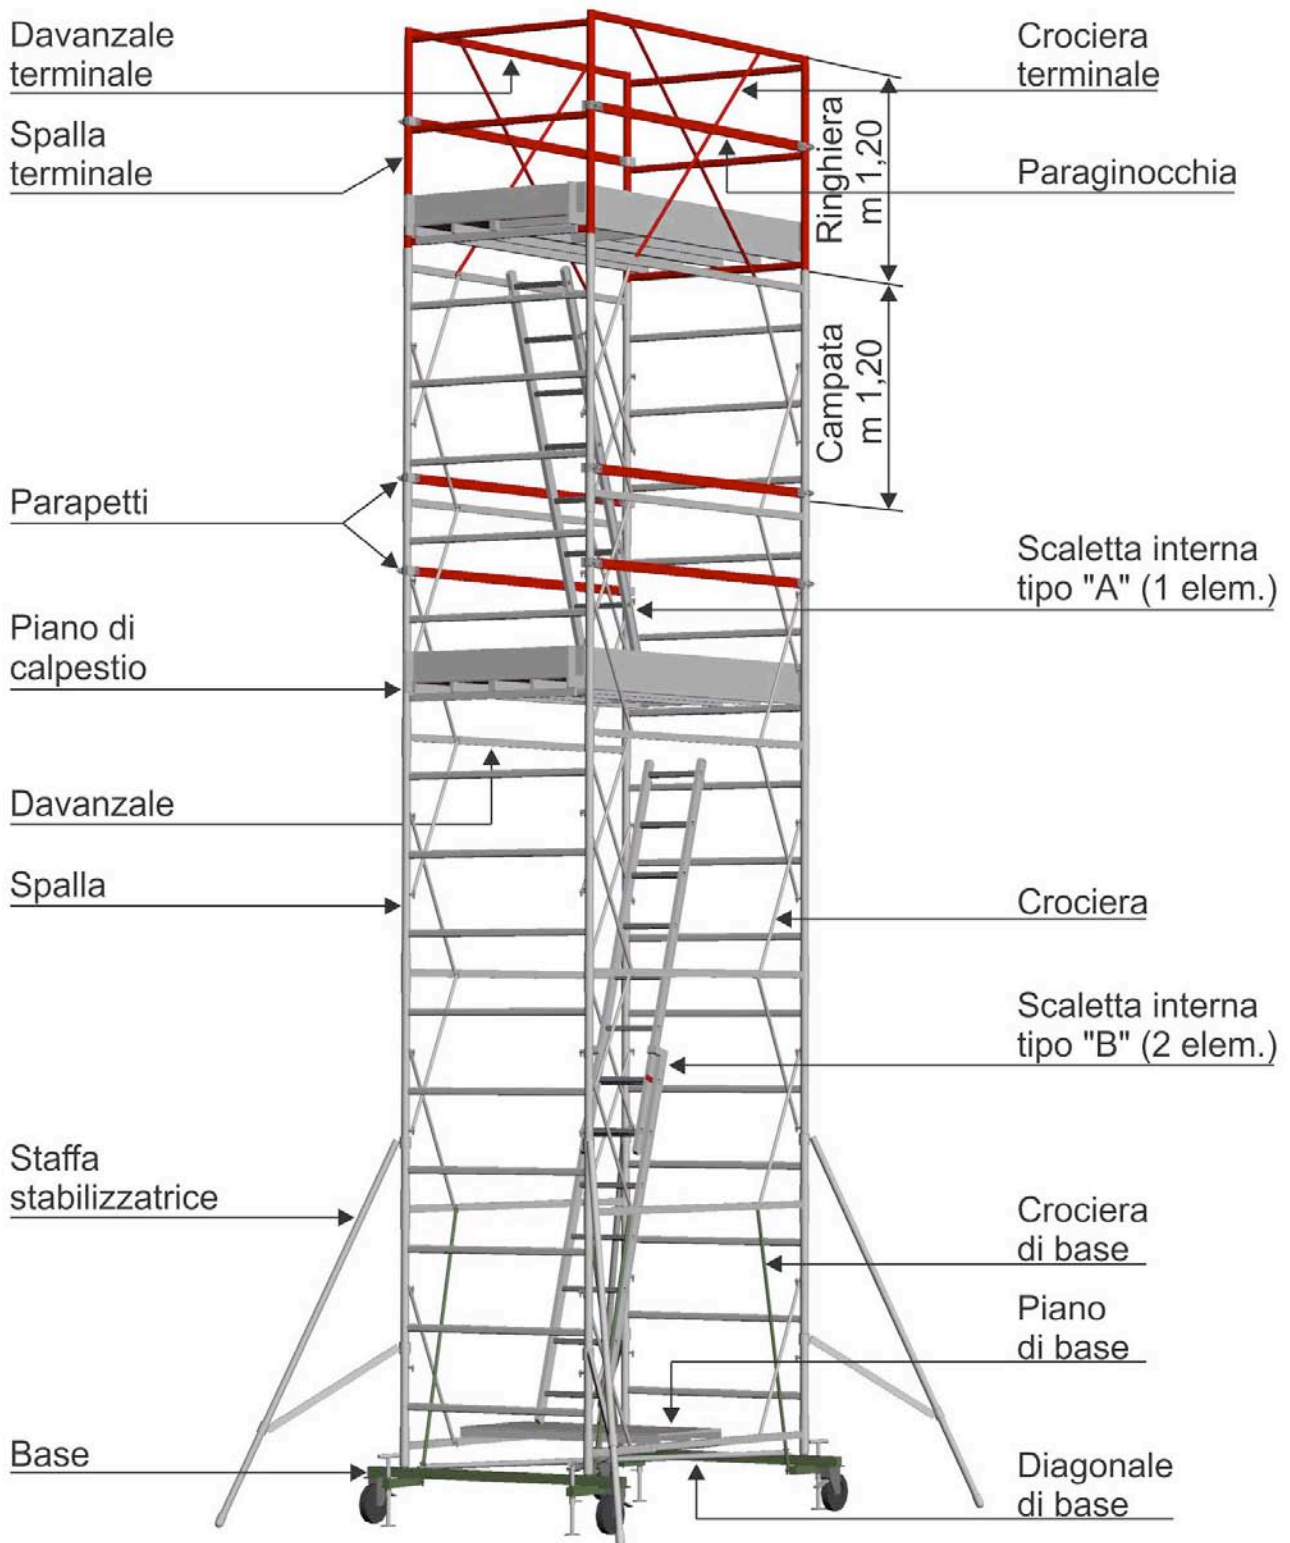 Davanzale
terminale
Spalla
terminale
Parapetti
Piano di
calpestio
Davanzale
Spalla
Staffa
stabilizzatrice
Base
Ringhiera
m 1,20
Campata
m 1,20
Crociera
terminale
Paraginocchia
Scaletta interna
tipo "A" (1 elem.)
Crociera
Scaletta interna
tipo "B" (2 elem.)
Crociera
di base
Piano
di base
Diagonale
di base